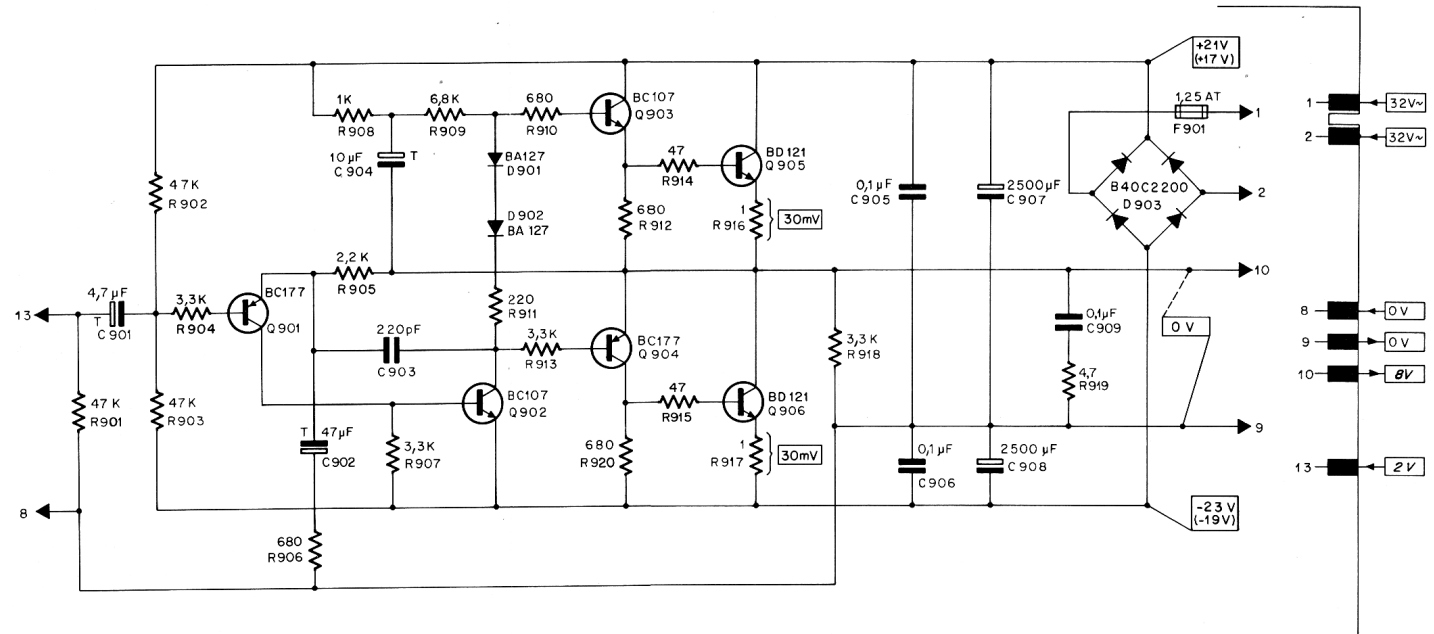 +21V
(+17V)
1K
R908
6,8K
R909
680
R910
BC107
Q903
1,25 AT
F901
1
1
32V~
2
32V~
10µF
C904
T
BA127
D901
47
R914
BD121
Q905
47K
R902
0,1µF
C905
2500µF
C907
B40C2200
D903
2
D902
BA 127
680
R912
1
R916
30mV
2,2K
R905
10
4,7µF
T
C901
3,3K
R904
BC177
Q901
220
R911
13
220pF
C903
3,3K
R913
BC177
Q904
3,3K
R918
0,1µF
C909
0 V
8
0V
9
0V
10
8V
4,7
R919
47K
R901
47K
R903
BC107
Q902
47
R915
BD121
Q906
9
T
47µF
C902
3,3K
R907
680
R920
1
R917
30mV
0,1µF
C906
2500µF
C908
13
2V
8
-23V
(-19V)
680
R906